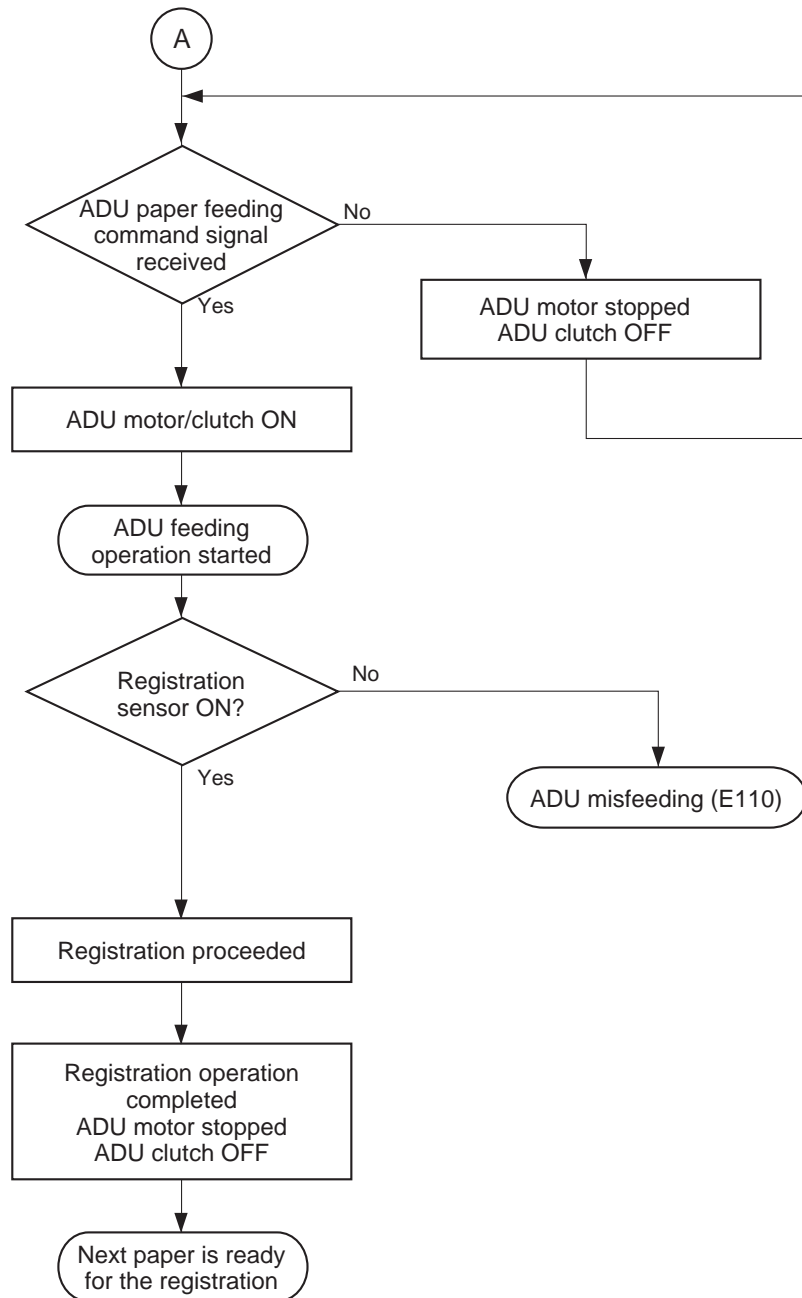 A
ADU paper feeding
command signal
received
No
Yes
ADU motor stopped
ADU clutch OFF
ADU motor/clutch ON
ADU feeding
operation started
Registration
sensor ON?
No
Yes
ADU misfeeding (E110)
Registration proceeded
Registration operation
completed
ADU motor stopped
ADU clutch OFF
Next paper is ready
for the registration